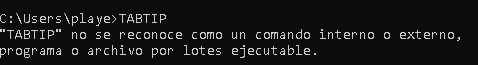 C:\Users\playe>TABTIP
"TABTIP" no se reconoce como un comando interno o externo,
programa o archivo por lotes ejecutable.